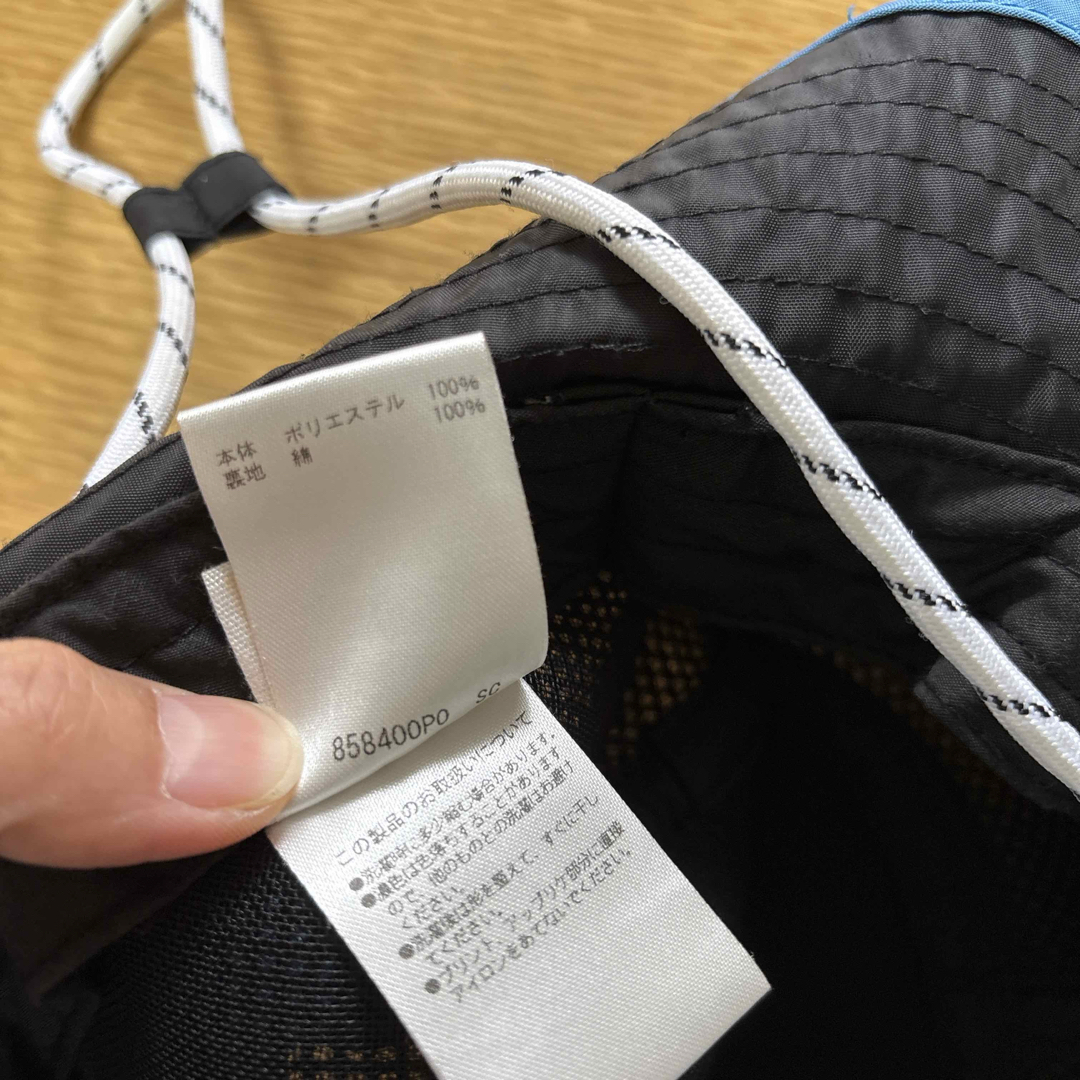 本体 ポリエステル 100%
裏地 綿 100%
858400P0 SC
この製品のお取扱いについて
●洗濯時に多少縮む場合があります。
●濃色は色落ちすることがあります
ので、他のものとの洗濯はお避け
ください。
●洗濯後は形を整えて、すぐに干し
てください。
●プリント、アップリケ部分に直接
アイロンをあてないでください。